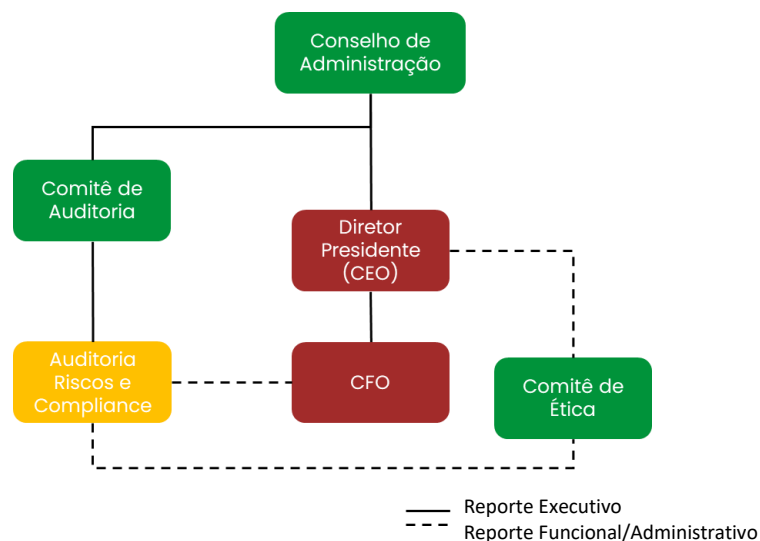 Conselho de
Administração
Comitê de
Auditoria
Diretor
Presidente
(CEO)
Auditoria
Riscos e
Compliance
CFO
Comitê de
Ética
Reporte Executivo
Reporte Funcional/Administrativo